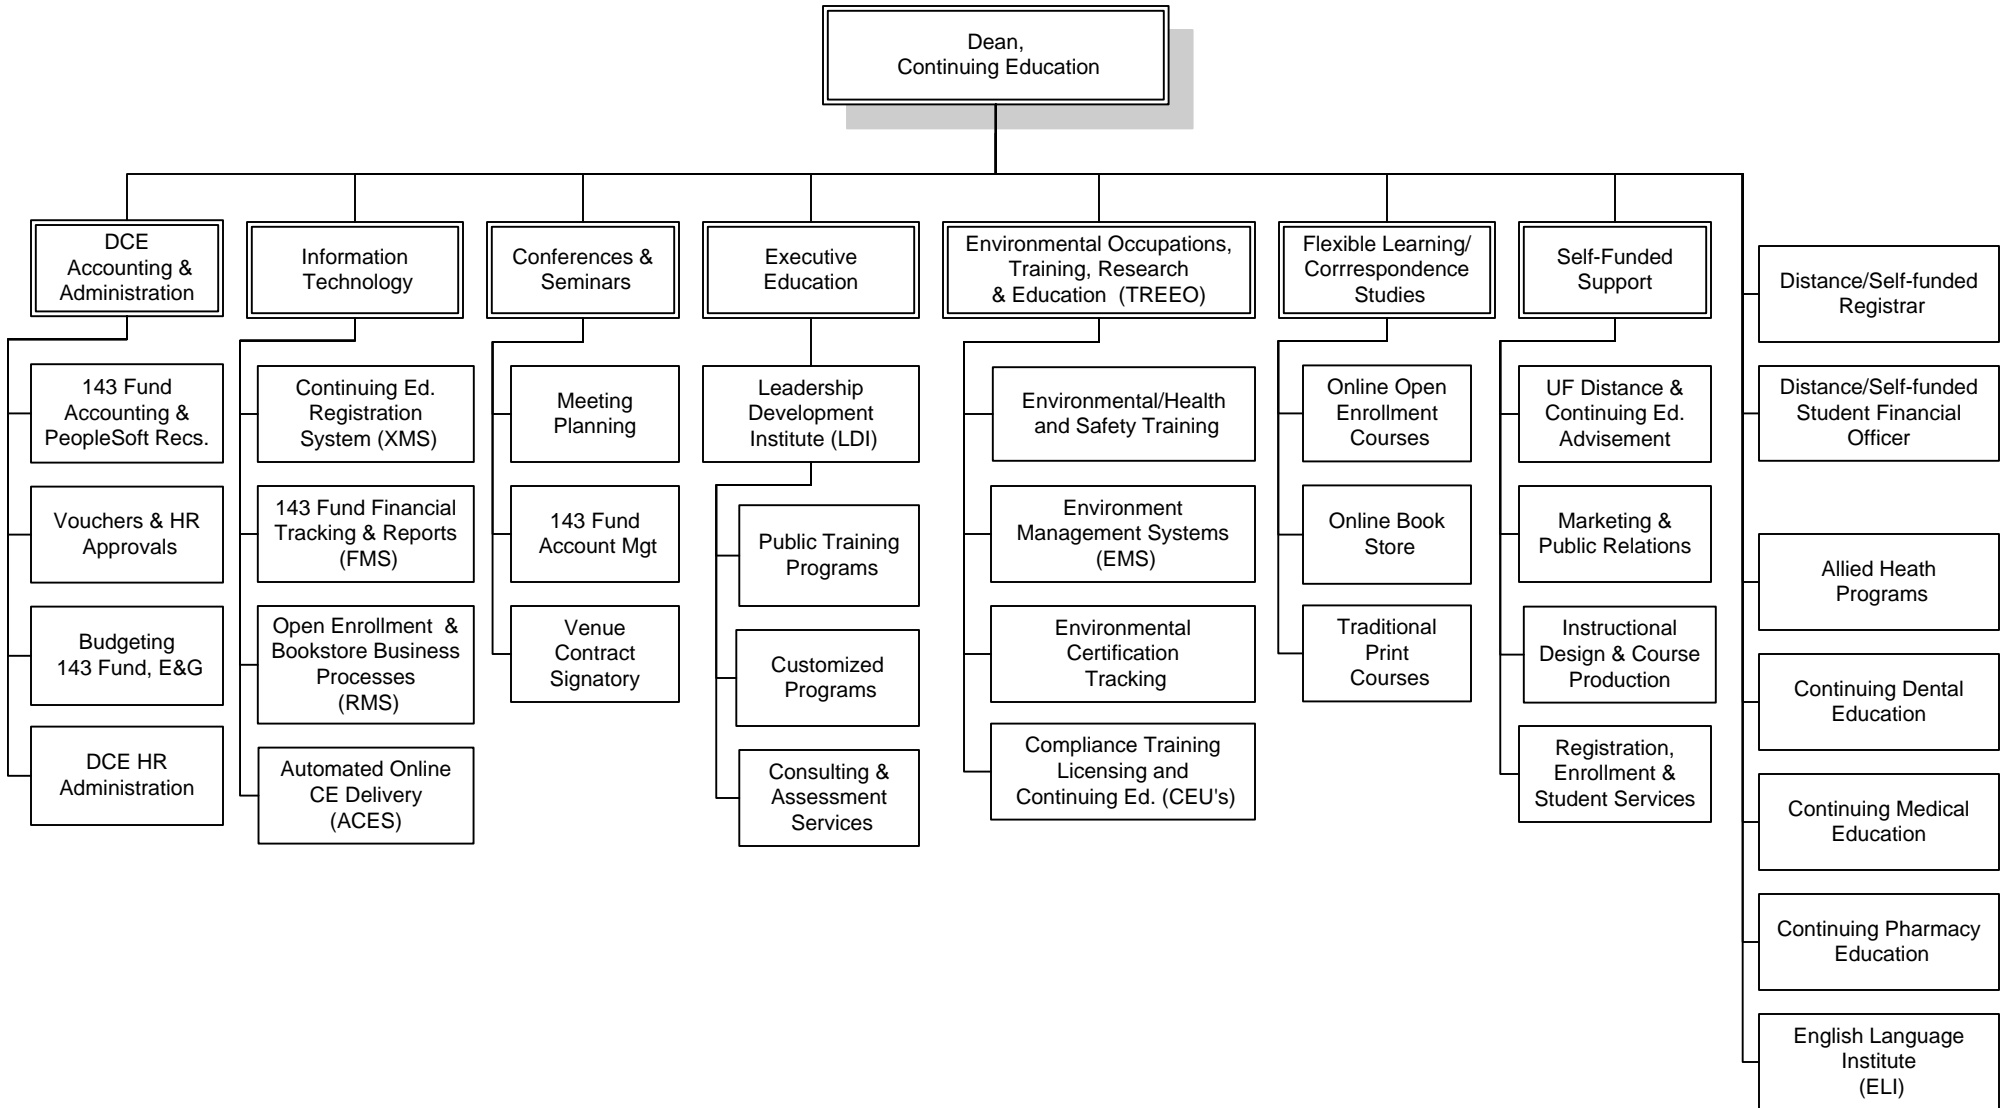 Dean,
Continuing Education
DCE
Accounting &
Administration
Information
Technology
Conferences &
Seminars
Executive
Education
Environmental Occupations,
Training, Research
& Education (TREEO)
Flexible Learning/
Corrrespondence
Studies
Self-Funded
Support
143 Fund
Accounting &
PeopleSoft Recs.
Vouchers & HR
Approvals
Budgeting
143 Fund, E&G
DCE HR
Administration
Continuing Ed.
Registration
System (XMS)
143 Fund Financial
Tracking & Reports
(FMS)
Open Enrollment &
Bookstore Business
Processes
(RMS)
Automated Online
CE Delivery
(ACES)
Meeting
Planning
143 Fund
Account Mgt
Venue
Contract
Signatory
Leadership
Development
Institute (LDI)
Public Training
Programs
Customized
Programs
Consulting &
Assessment
Services
Environmental/Health
and Safety Training
Environment
Management Systems
(EMS)
Environmental
Certification
Tracking
Compliance Training
Licensing and
Continuing Ed. (CEU's)
Online Open
Enrollment
Courses
Online Book
Store
Traditional
Print
Courses
UF Distance &
Continuing Ed.
Advisement
Marketing &
Public Relations
Instructional
Design & Course
Production
Registration,
Enrollment &
Student Services
Distance/Self-funded
Registrar
Distance/Self-funded
Student Financial
Officer
Allied Heath
Programs
Continuing Dental
Education
Continuing Medical
Education
Continuing Pharmacy
Education
English Language
Institute
(ELI)